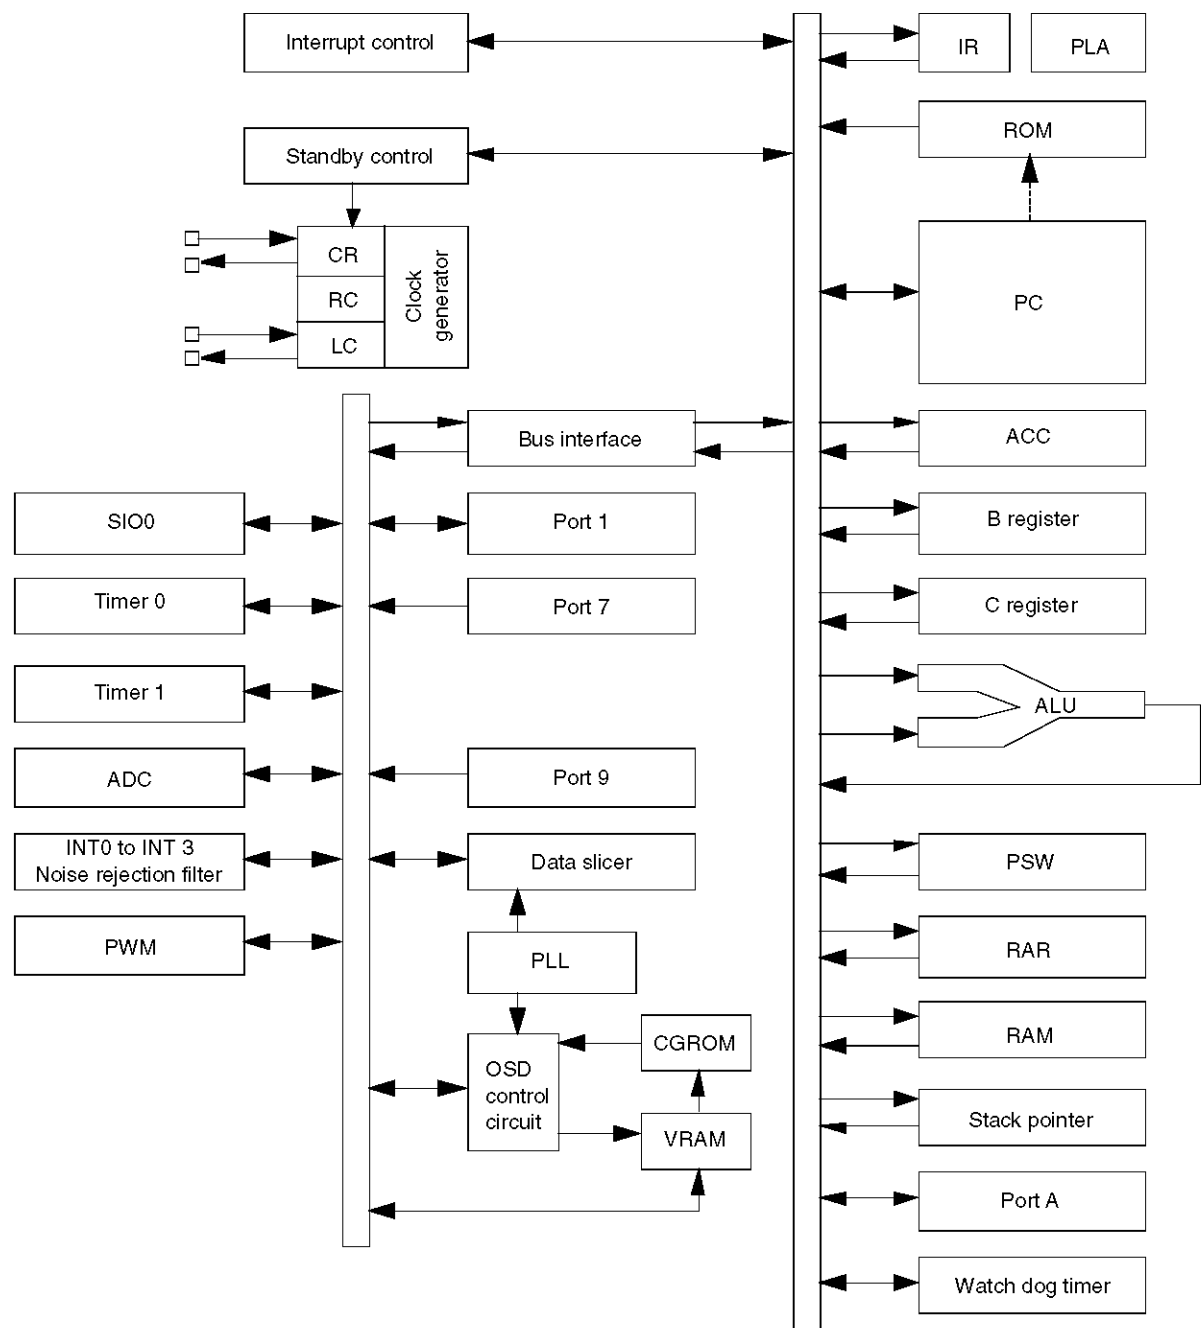 Interrupt control
IR
PLA
ROM
Standby control
CR
RC
LC
Clock
generator
PC
Bus interface
ACC
SIO0
Port 1
B register
Timer 0
Port 7
C register
Timer 1
ALU
ADC
Port 9
INT0 to INT 3
Noise rejection filter
Data slicer
PSW
PWM
PLL
RAR
OSD
control
circuit
CGROM
RAM
VRAM
Stack pointer
Port A
Watch dog timer